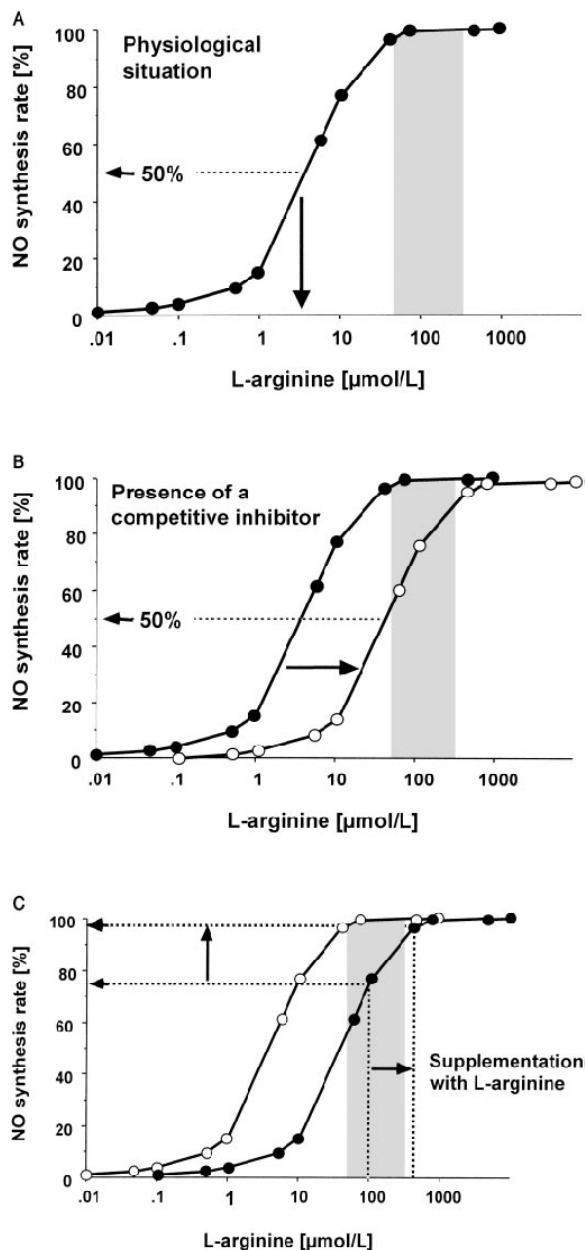 A
NO synthesis rate [%]
100
80
60
40
20
0
Physiological
situation
50%
.01 .1 1 10 100 1000
L-arginine [µmol/L]
B
NO synthesis rate [%]
100
80
60
40
20
0
Presence of a
competitive inhibitor
50%
.01 .1 1 10 100 1000
L-arginine [µmol/L]
C
NO synthesis rate [%]
100
80
60
40
20
0
Supplementation
with L-arginine
.01 .1 1 10 100 1000
L-arginine [µmol/L]